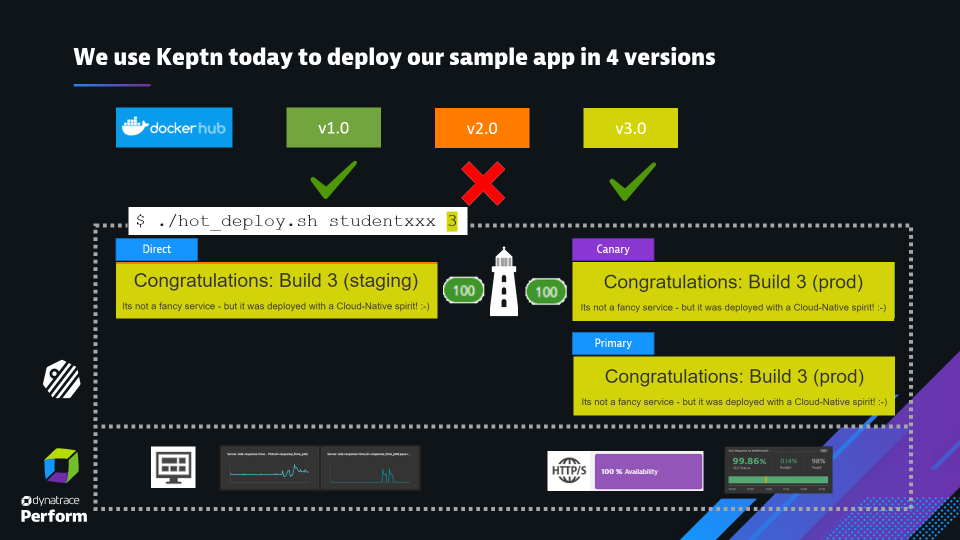 We use Keptn today to deploy our sample app in 4 versions
dockerhub
v1.0
v2.0
v3.0
$ ./hot_deploy.sh studentxxx 3
Direct
Congratulations: Build 3 (staging)
Its not a fancy service - but it was deployed with a Cloud-Native spirit! :-)
100
100
Canary
Congratulations: Build 3 (prod)
Its not a fancy service - but it was deployed with a Cloud-Native spirit! :-)
Primary
Congratulations: Build 3 (prod)
Its not a fancy service - but it was deployed with a Cloud-Native spirit! :-)
HTTP/S
100 % Availability
99.86%
0.14%
98%
Budget
Target
dynatrace
Perform